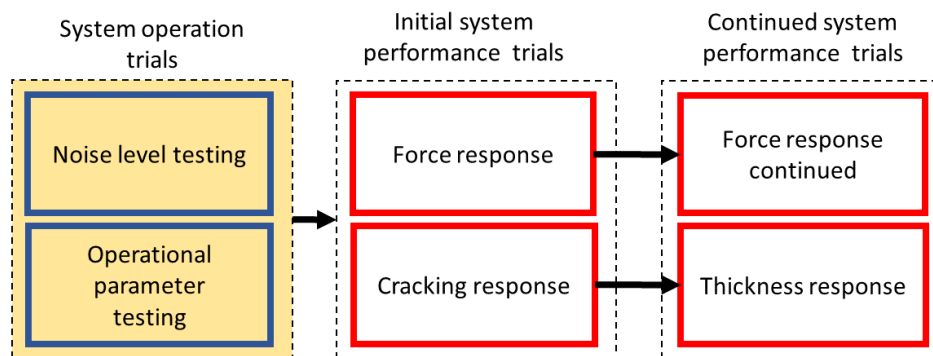 System operation
trials
Initial system
performance trials
Continued system
performance trials
Noise level testing
Operational
parameter
testing
Force response
Cracking response
Force response
continued
Thickness response